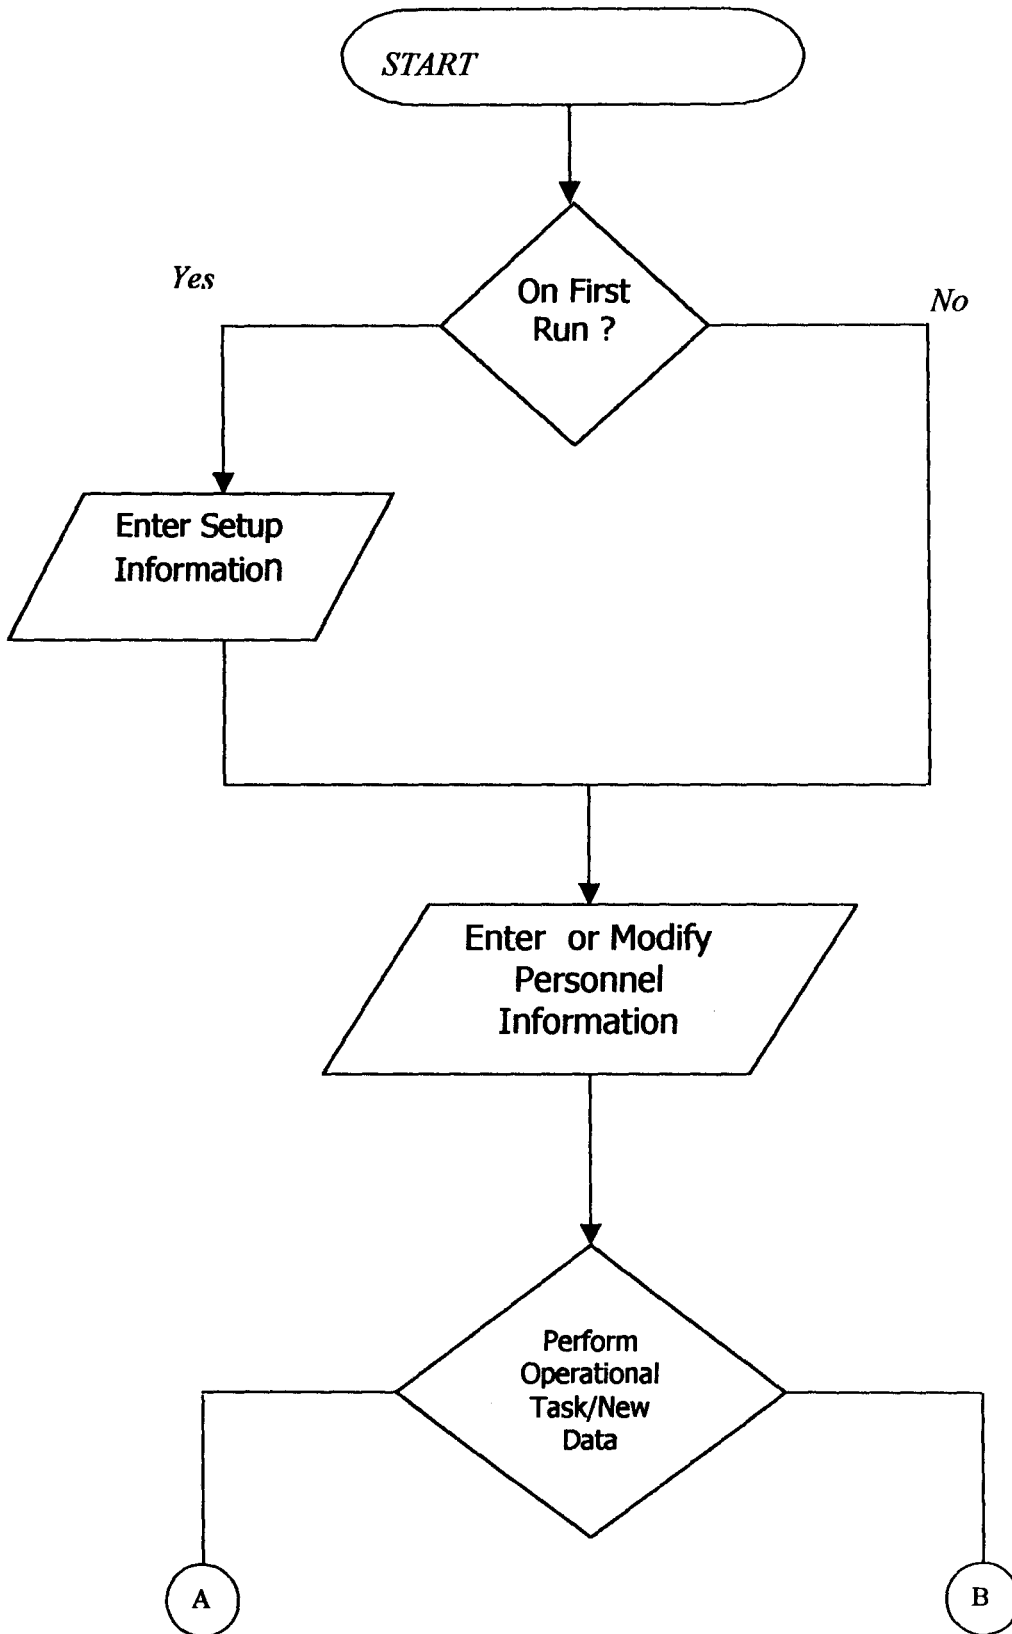 START
On First
Run ?
Yes
No
Enter Setup
Information
Enter or Modify
Personnel
Information
Perform
Operational
Task/New
Data
A
B